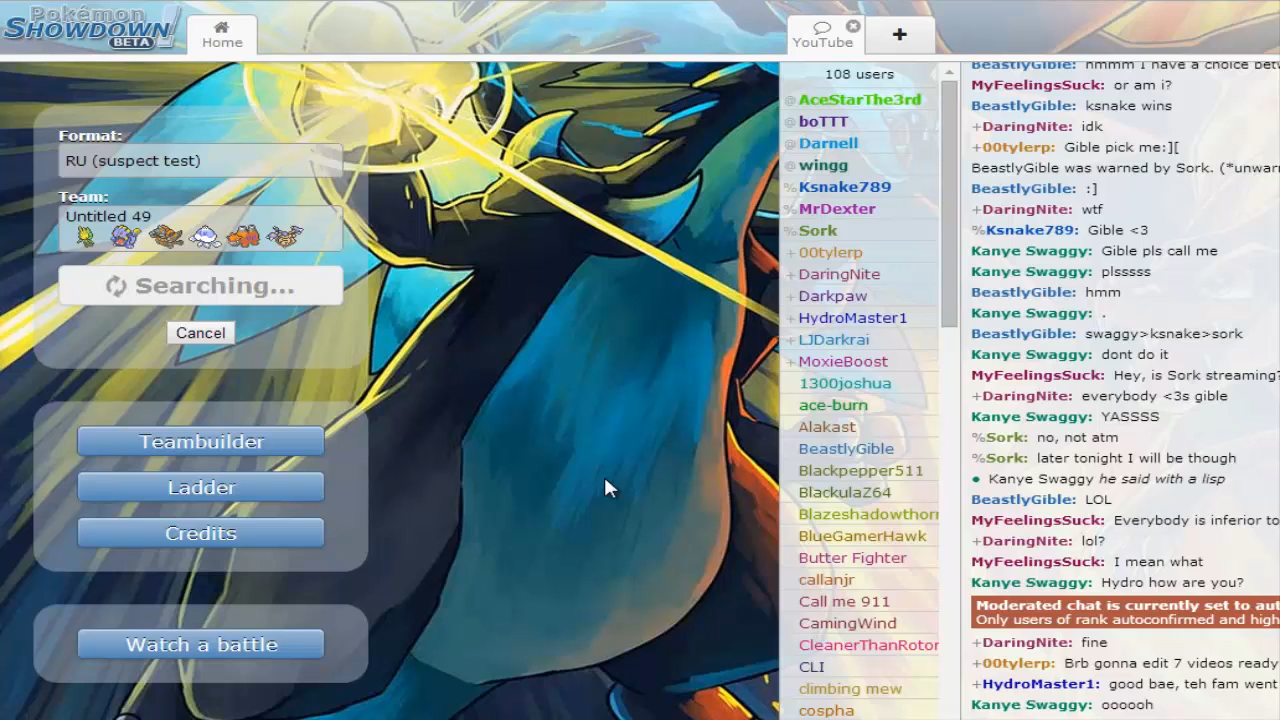 Pokémon
SHOWDOWN!
BETA
Home
YouTube
+
Format:
RU (suspect test)
Team:
Untitled 49
Searching...
Cancel
Teambuilder
Ladder
Credits
Watch a battle
108 users
@AceStarThe3rd
@boTTT
@Darnell
@wingg
%Ksnake789
%MrDexter
%Sork
+00tylerp
+DaringNite
+Darkpaw
+HydroMaster1
+LJDarkrai
+MoxieBoost
1300joshua
ace-burn
Alakast
BeastlyGible
Blackpepper511
BlackulaZ64
Blazeshadowthorn
BlueGamerHawk
Butter Fighter
callanjr
Call me 911
CamingWind
CleanerThanRotor
CLI
climbing mew
cospha
BeastlyGible: hmmm I have a choice betw
MyFeelingsSuck: or am i?
BeastlyGible: ksnake wins
+DaringNite: idk
+00tylerp: Gible pick me:][
BeastlyGible was warned by Sork. (*unwarn
BeastlyGible: :]
+DaringNite: wtf
%Ksnake789: Gible <3
Kanye Swaggy: Gible pls call me
Kanye Swaggy: plsssss
BeastlyGible: hmm
Kanye Swaggy: .
BeastlyGible: swaggy>ksnake>sork
Kanye Swaggy: dont do it
MyFeelingsSuck: Hey, is Sork streaming?
+DaringNite: everybody <3s gible
Kanye Swaggy: YASSSS
%Sork: no, not atm
%Sork: later tonight I will be though
• Kanye Swaggy he said with a lisp
BeastlyGible: LOL
MyFeelingsSuck: Everybody is inferior to
+DaringNite: lol?
MyFeelingsSuck: I mean what
Kanye Swaggy: Hydro how are you?
Moderated chat is currently set to aut
Only users of rank autoconfirmed and high
+DaringNite: fine
+00tylerp: Brb gonna edit 7 videos ready
+HydroMaster1: good bae, teh fam went
Kanye Swaggy: oooooh